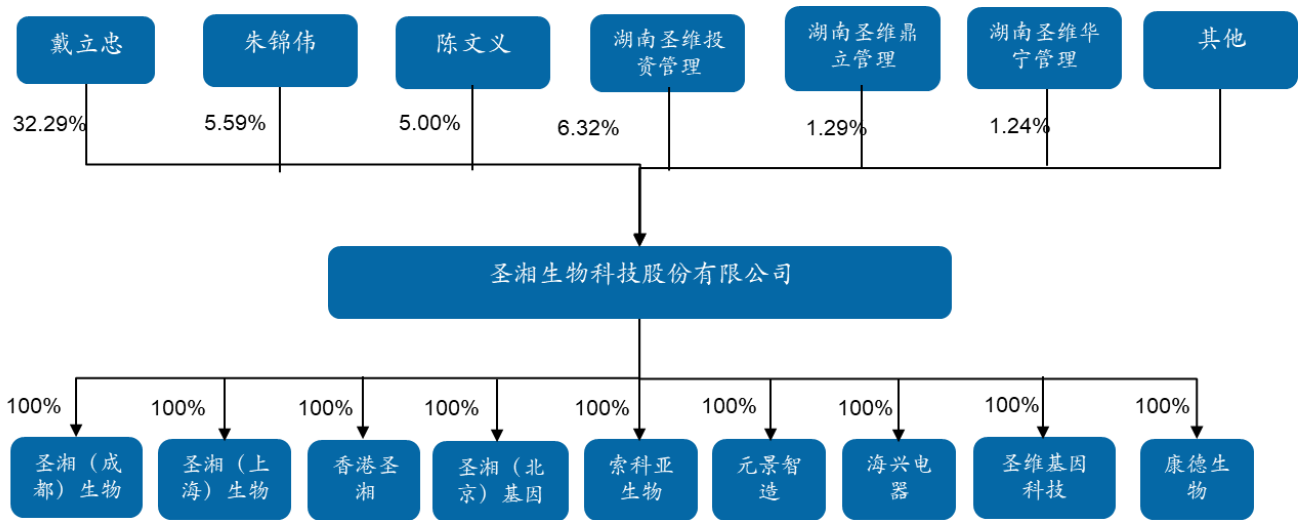 戴立忠
朱锦伟
陈文义
湖南圣维投
资管理
湖南圣维鼎
立管理
湖南圣维华
宁管理
其他
32.29%
5.59%
5.00%
6.32%
1.29%
1.24%
圣湘生物科技股份有限公司
100%
100%
100%
100%
100%
100%
100%
100%
100%
圣湘（成
都）生物
圣湘（上
海）生物
香港圣
湘
圣湘（北
京）基因
索科亚
生物
元景智
造
海兴电
器
圣维基因
科技
康德生
物